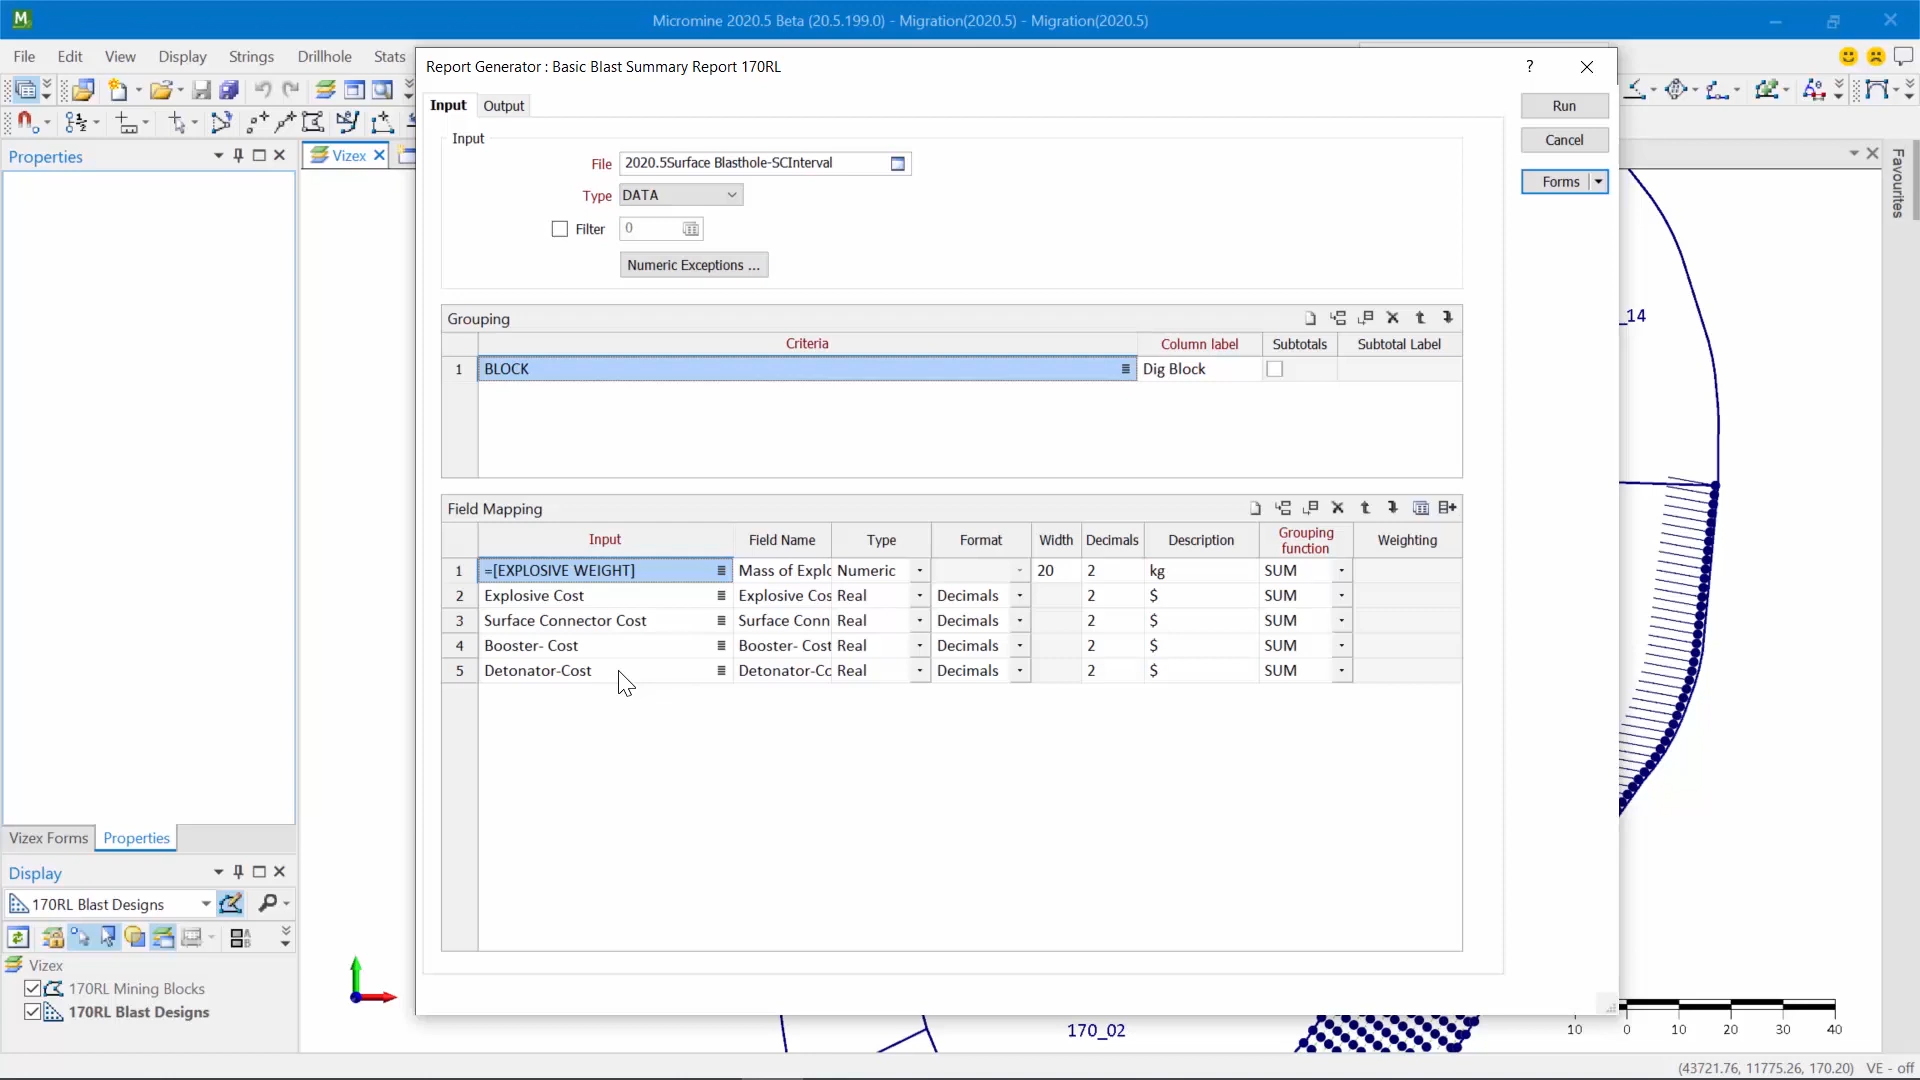 Micromine 2020.5 Beta (20.5.199.0) - Migration(2020.5) - Migration(2020.5)
File Edit View Display Strings Drillhole Stats
Report Generator : Basic Blast Summary Report 170RL
Input Output
Run
Cancel
Forms
Input
File 2020.5Surface Blasthole-SCInterval
Type DATA
Filter 0
Numeric Exceptions ...
Grouping
Criteria Column label Subtotals Subtotal Label
1 BLOCK Dig Block
Field Mapping
Input Field Name Type Format Width Decimals Description Grouping function Weighting
1 =[EXPLOSIVE WEIGHT] Mass of Explo Numeric 20 2 kg SUM
2 Explosive Cost Explosive Cos Real Decimals 2 $ SUM
3 Surface Connector Cost Surface Conn Real Decimals 2 $ SUM
4 Booster- Cost Booster- Cost Real Decimals 2 $ SUM
5 Detonator-Cost Detonator-Cc Real Decimals 2 $ SUM
Properties
Vizex
Favourites
_14
Vizex Forms Properties
Display
170RL Blast Designs
Vizex
170RL Mining Blocks
170RL Blast Designs
170_02
10 0 10 20 30 40
(43721.76, 11775.26, 170.20) VE - off